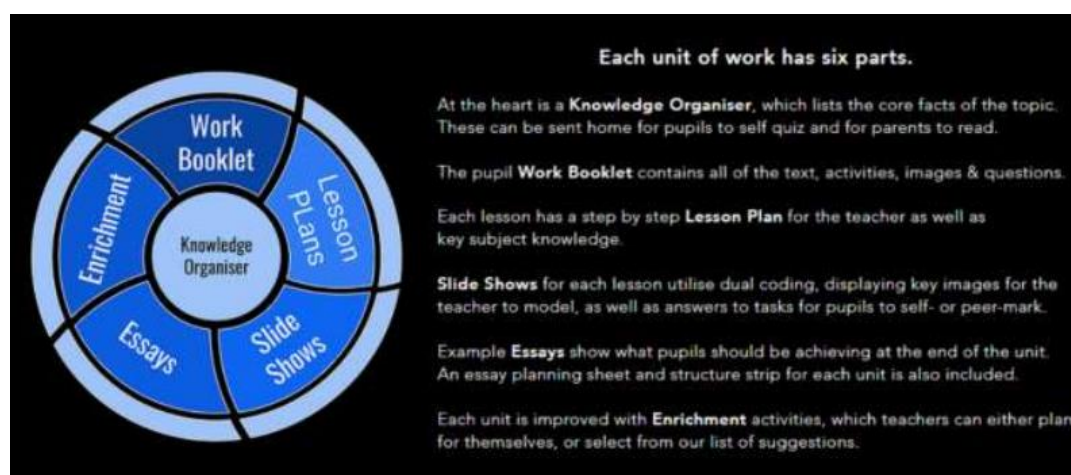 Work
Booklet
Lesson
PLans
Slide
Shows
Essays
Enrichment
Knowledge
Organiser
Each unit of work has six parts.
At the heart is a Knowledge Organiser, which lists the core facts of the topic.
These can be sent home for pupils to self quiz and for parents to read.
The pupil Work Booklet contains all of the text, activities, images & questions.
Each lesson has a step by step Lesson Plan for the teacher as well as
key subject knowledge.
Slide Shows for each lesson utilise dual coding, displaying key images for the
teacher to model, as well as answers to tasks for pupils to self- or peer-mark.
Example Essays show what pupils should be achieving at the end of the unit.
An essay planning sheet and structure strip for each unit is also included.
Each unit is improved with Enrichment activities, which teachers can either plan
for themselves, or select from our list of suggestions.